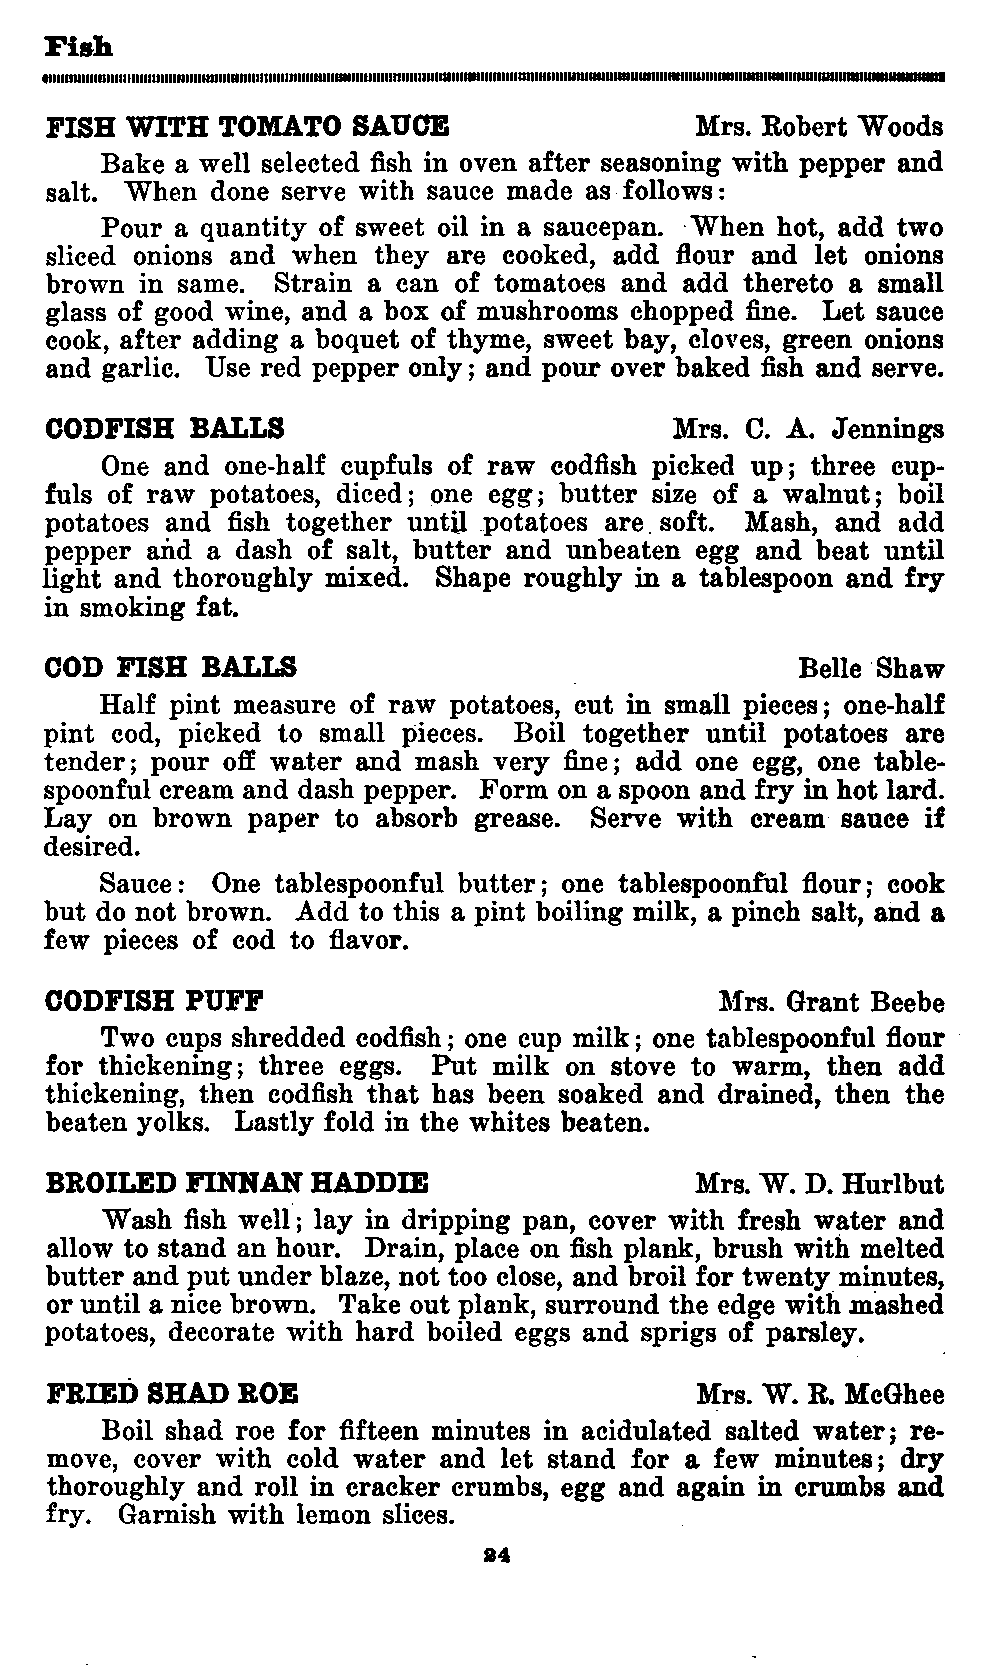 Fish
FISH WITH TOMATO SAUCE Mrs. Robert Woods
Bake a well selected fish in oven after seasoning with pepper and
salt. When done serve with sauce made as follows:
Pour a quantity of sweet oil in a saucepan. When hot, add two
sliced onions and when they are cooked, add flour and let onions
brown in same. Strain a can of tomatoes and add thereto a small
glass of good wine, and a box of mushrooms chopped fine. Let sauce
cook, after adding a boquet of thyme, sweet bay, cloves, green onions
and garlic. Use red pepper only; and pour over baked fish and serve.
CODFISH BALLS Mrs. C. A. Jennings
One and one-half cupfuls of raw codfish picked up; three cup-
fuls of raw potatoes, diced; one egg; butter size of a walnut; boil
potatoes and fish together until potatoes are soft. Mash, and add
pepper and a dash of salt, butter and unbeaten egg and beat until
light and thoroughly mixed. Shape roughly in a tablespoon and fry
in smoking fat.
COD FISH BALLS Belle Shaw
Half pint measure of raw potatoes, cut in small pieces; one-half
pint cod, picked to small pieces. Boil together until potatoes are
tender; pour off water and mash very fine; add one egg, one table-
spoonful cream and dash pepper. Form on a spoon and fry in hot lard.
Lay on brown paper to absorb grease. Serve with cream sauce if
desired.
Sauce: One tablespoonful butter; one tablespoonful flour; cook
but do not brown. Add to this a pint boiling milk, a pinch salt, and a
few pieces of cod to flavor.
CODFISH PUFF Mrs. Grant Beebe
Two cups shredded codfish; one cup milk; one tablespoonful flour
for thickening; three eggs. Put milk on stove to warm, then add
thickening, then codfish that has been soaked and drained, then the
beaten yolks. Lastly fold in the whites beaten.
BROILED FINNAN HADDIE Mrs. W. D. Hurlbut
Wash fish well; lay in dripping pan, cover with fresh water and
allow to stand an hour. Drain, place on fish plank, brush with melted
butter and put under blaze, not too close, and broil for twenty minutes,
or until a nice brown. Take out plank, surround the edge with mashed
potatoes, decorate with hard boiled eggs and sprigs of parsley.
FRIED SHAD ROE Mrs. W. R. McGhee
Boil shad roe for fifteen minutes in acidulated salted water; re-
move, cover with cold water and let stand for a few minutes; dry
thoroughly and roll in cracker crumbs, egg and again in crumbs and
fry. Garnish with lemon slices.
24